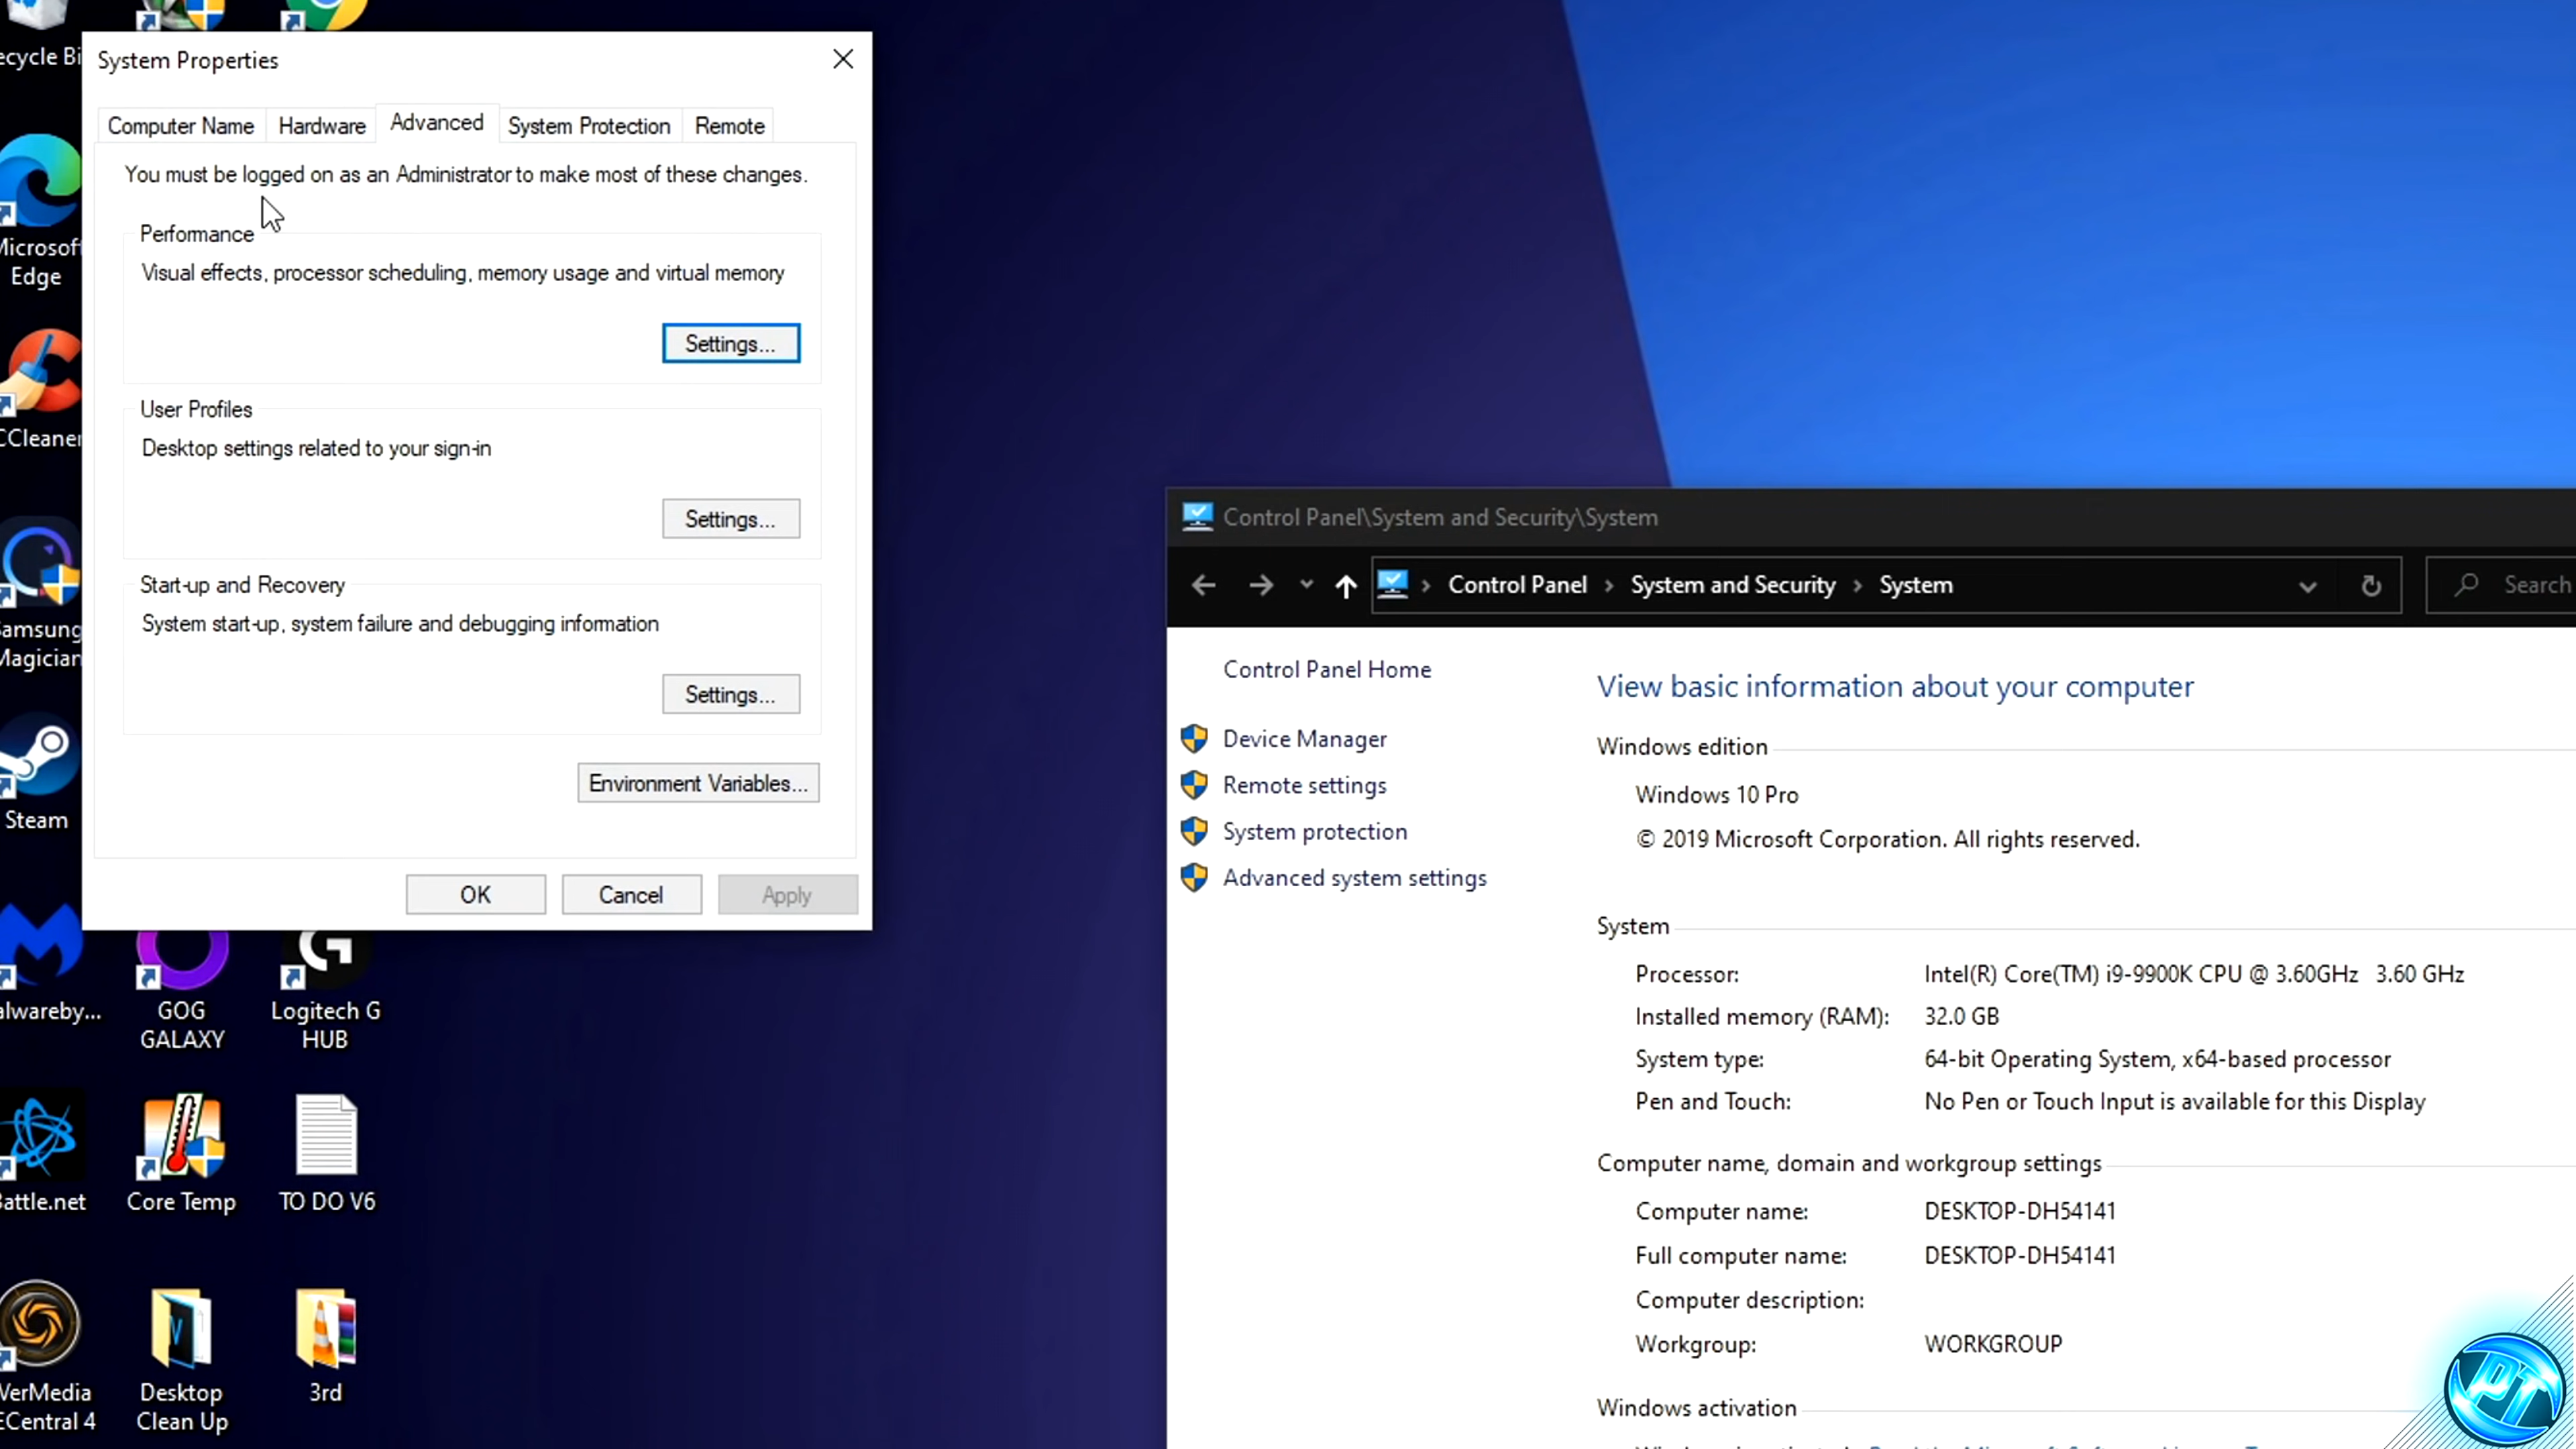 ecycle Bi
System Properties
Computer Name
Hardware
Advanced
System Protection
Remote
You must be logged on as an Administrator to make most of these changes.
Performance
Visual effects, processor scheduling, memory usage and virtual memory
Settings...
User Profiles
Desktop settings related to your sign-in
Settings...
Start-up and Recovery
System start-up, system failure and debugging information
Settings...
Environment Variables...
OK
Cancel
Apply
Microsoft
Edge
CCleaner
Samsung
Magician
Steam
alwareby...
GOG
GALAXY
Logitech G
HUB
Battle.net
Core Temp
TO DO V6
VerMedia
ECentral 4
Desktop
Clean Up
3rd
Control Panel\System and Security\System
Control Panel
System and Security
System
Search
Control Panel Home
Device Manager
Remote settings
System protection
Advanced system settings
View basic information about your computer
Windows edition
Windows 10 Pro
© 2019 Microsoft Corporation. All rights reserved.
System
Processor: Intel(R) Core(TM) i9-9900K CPU @ 3.60GHz 3.60 GHz
Installed memory (RAM): 32.0 GB
System type: 64-bit Operating System, x64-based processor
Pen and Touch: No Pen or Touch Input is available for this Display
Computer name, domain and workgroup settings
Computer name: DESKTOP-DH54141
Full computer name: DESKTOP-DH54141
Computer description:
Workgroup: WORKGROUP
Windows activation
PT